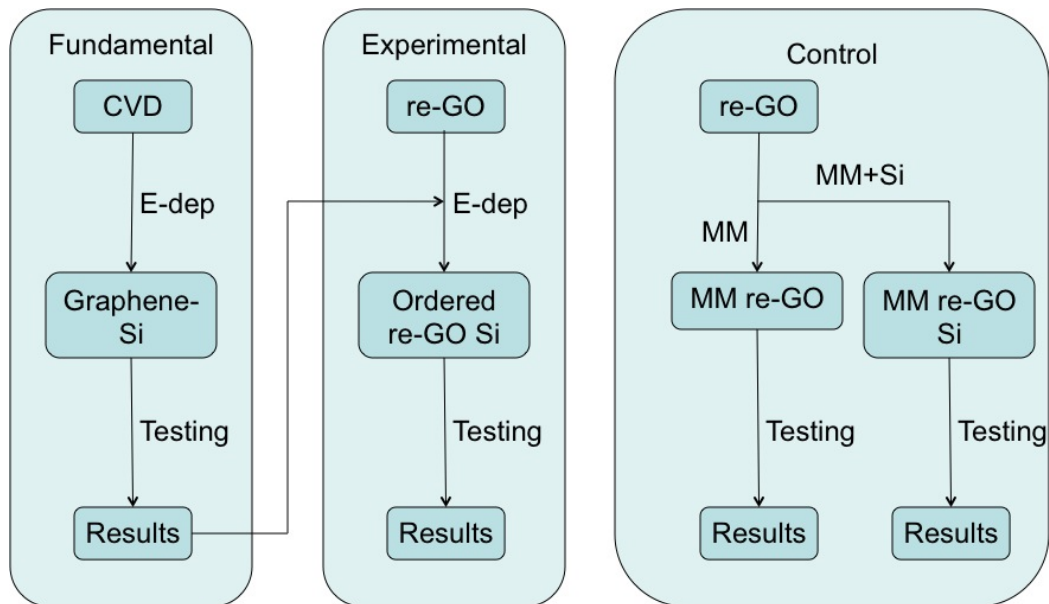 Fundamental
CVD
E-dep
Graphene-
Si
Testing
Results
Experimental
re-GO
E-dep
Ordered
re-GO Si
Testing
Results
Control
re-GO
MM+Si
MM
MM re-GO
MM re-GO
Si
Testing
Testing
Results
Results